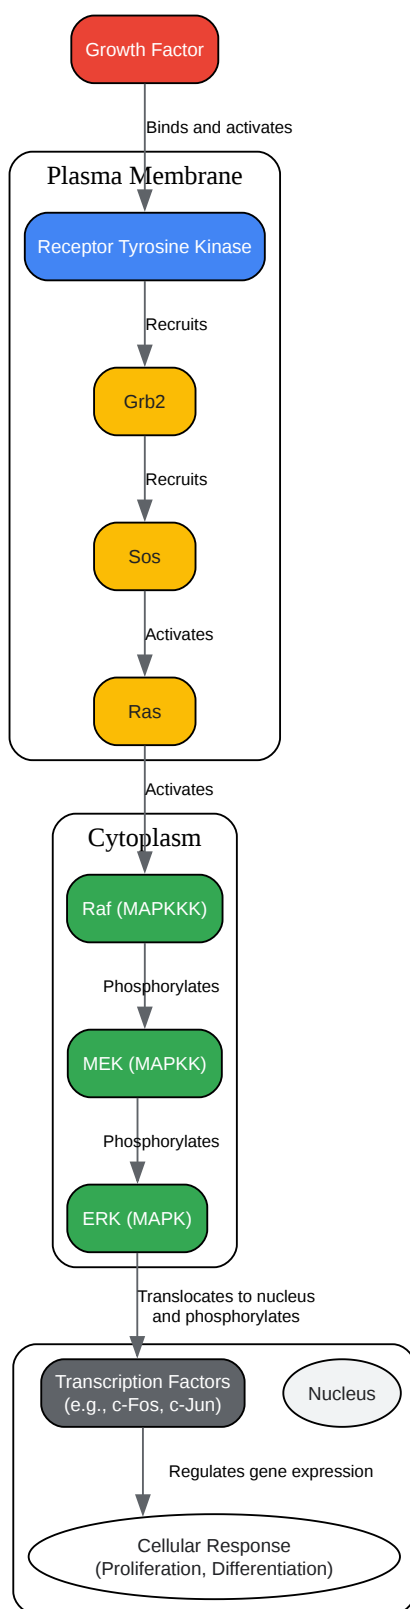 Growth Factor
Binds and activates
Plasma Membrane
Receptor Tyrosine Kinase
Recruits
Grb2
Recruits
Sos
Activates
Ras
Activates
Cytoplasm
Raf (MAPKKK)
Phosphorylates
MEK (MAPKK)
Phosphorylates
ERK (MAPK)
Translocates to nucleus
and phosphorylates
Transcription Factors
(e.g., c-Fos, c-Jun)
Nucleus
Regulates gene expression
Cellular Response
(Proliferation, Differentiation)